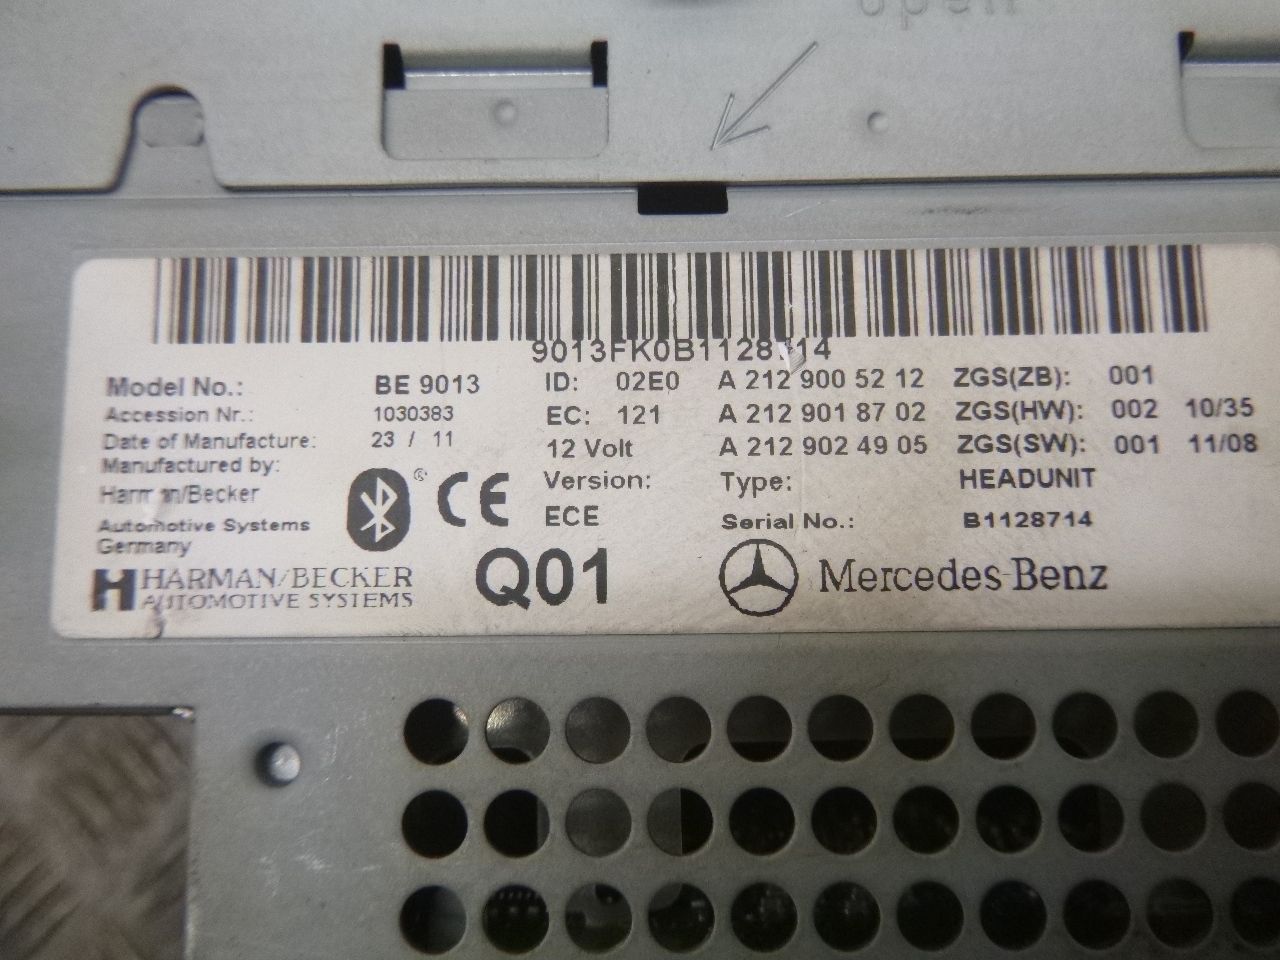 open
9013FK0B1128714
Model No.: BE 9013 ID: 02E0 A 212 900 52 12 ZGS(ZB): 001
Accession Nr.: 1030383 EC: 121 A 212 901 87 02 ZGS(HW): 002 10/35
Date of Manufacture: 23 / 11 12 Volt A 212 902 49 05 ZGS(SW): 001 11/08
Manufactured by: Version: Type: HEADUNIT
Harman/Becker ® CE
Automotive Systems ECE Serial No.: B1128714
Germany
HARMAN/BECKER Q01 Mercedes-Benz
AUTOMOTIVE SYSTEMS